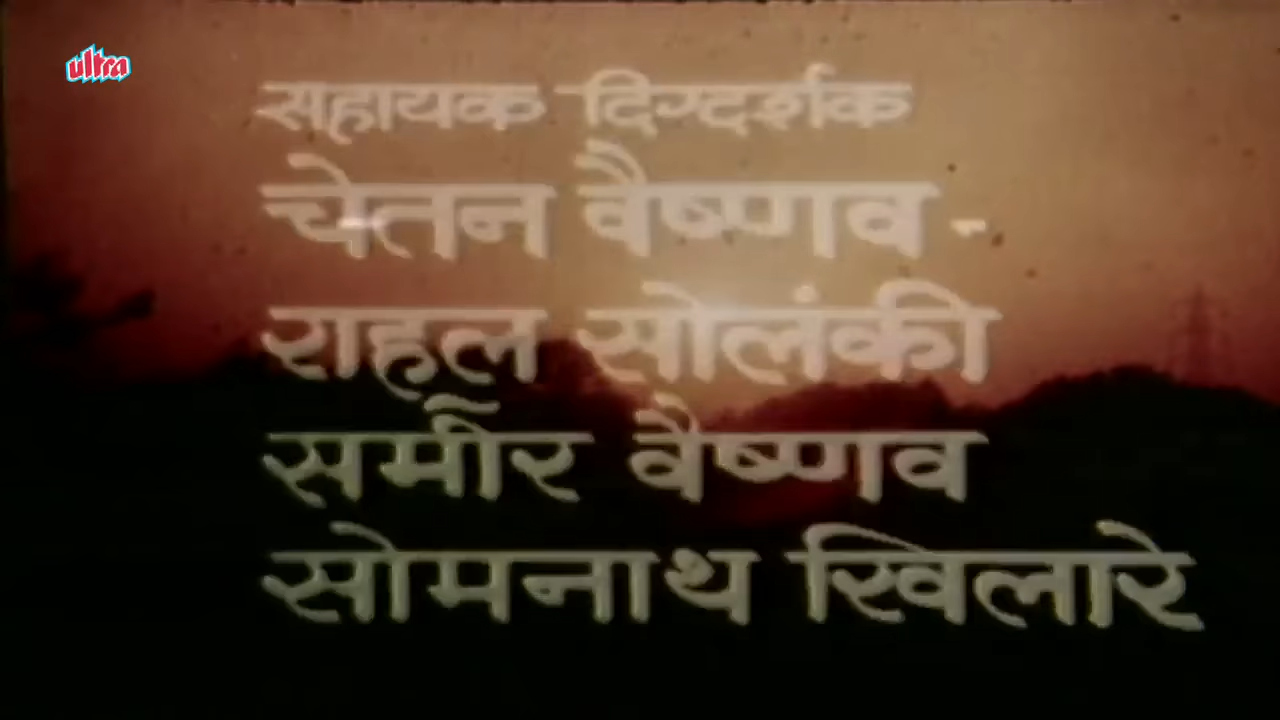 ultra
सहायक दिग्दर्शक
चेतन वैष्णव -
राहूल सोलंकी
समीर वैष्णव
सोमनाथ खिलारे